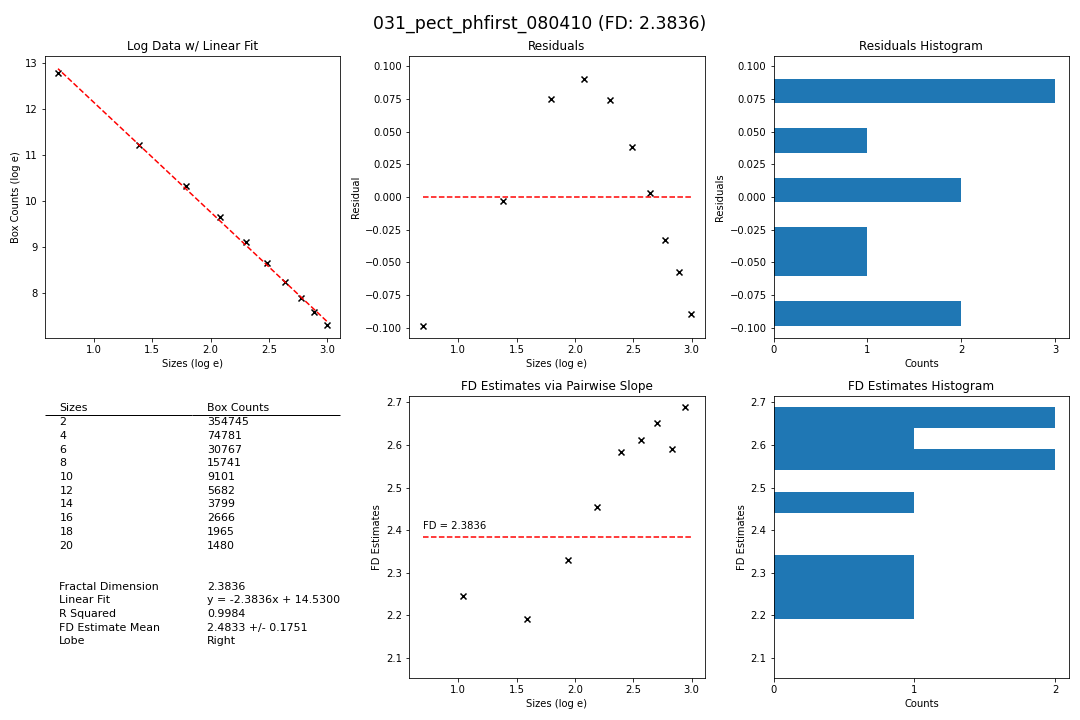 031_pect_phfirst_080410 (FD: 2.3836)
Log Data w/ Linear Fit
Box Counts (log e)
13
12
11
10
9
8
1.0 1.5 2.0 2.5 3.0
Sizes (log e)
Residuals
Residual
0.100
0.075
0.050
0.025
0.000
−0.025
−0.050
−0.075
−0.100
1.0 1.5 2.0 2.5 3.0
Sizes (log e)
Residuals Histogram
Residuals
0.100
0.075
0.050
0.025
0.000
−0.025
−0.050
−0.075
−0.100
0 1 2 3
Counts
Sizes Box Counts
2 354745
4 74781
6 30767
8 15741
10 9101
12 5682
14 3799
16 2666
18 1965
20 1480
Fractal Dimension 2.3836
Linear Fit y = -2.3836x + 14.5300
R Squared 0.9984
FD Estimate Mean 2.4833 +/- 0.1751
Lobe Right
FD Estimates via Pairwise Slope
FD Estimates
2.7
2.6
2.5
2.4
2.3
2.2
2.1
FD = 2.3836
1.0 1.5 2.0 2.5 3.0
Sizes (log e)
FD Estimates Histogram
FD Estimates
2.7
2.6
2.5
2.4
2.3
2.2
2.1
0 1 2
Counts